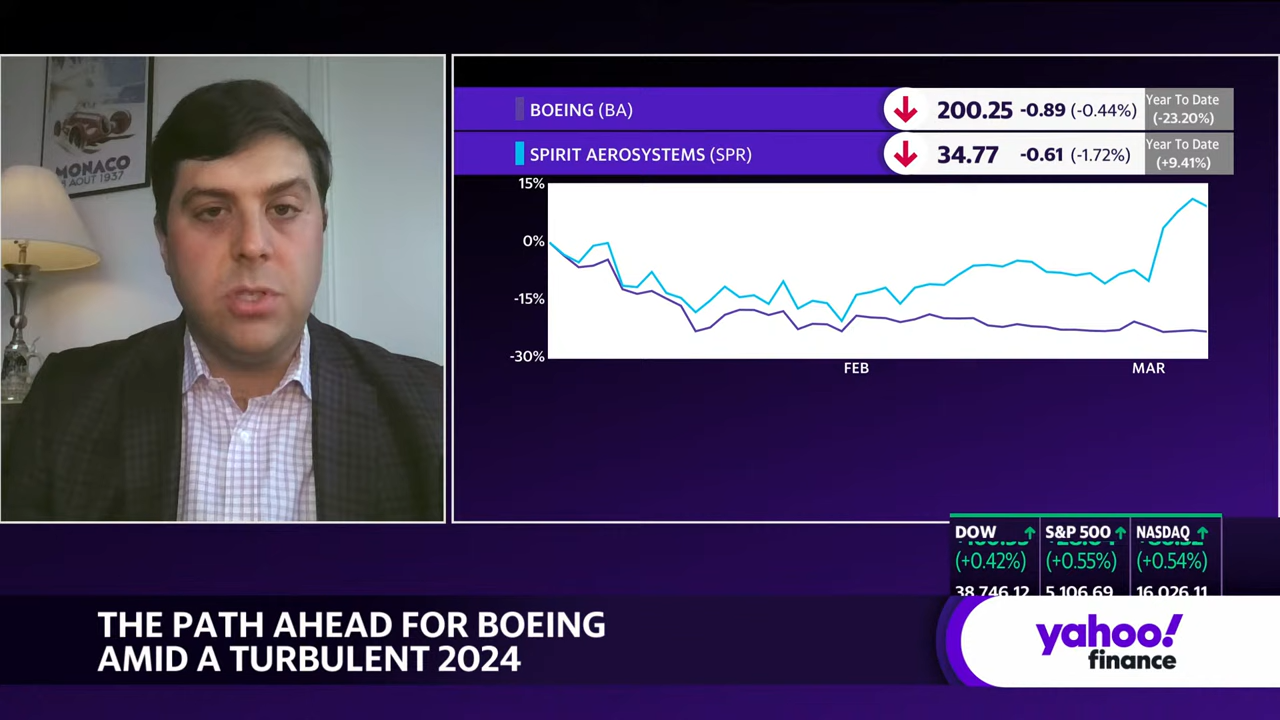 MONACO
AOUT 1937
BOEING (BA)
200.25 -0.89 (-0.44%)
Year To Date
(-23.20%)
SPIRIT AEROSYSTEMS (SPR)
34.77 -0.61 (-1.72%)
Year To Date
(+9.41%)
15%
0%
-15%
-30%
FEB
MAR
DOW
S&P 500
NASDAQ
(+0.42%)
(+0.55%)
(+0.54%)
38,746.12
5,106.69
16,026.11
THE PATH AHEAD FOR BOEING
AMID A TURBULENT 2024
yahoo!
finance